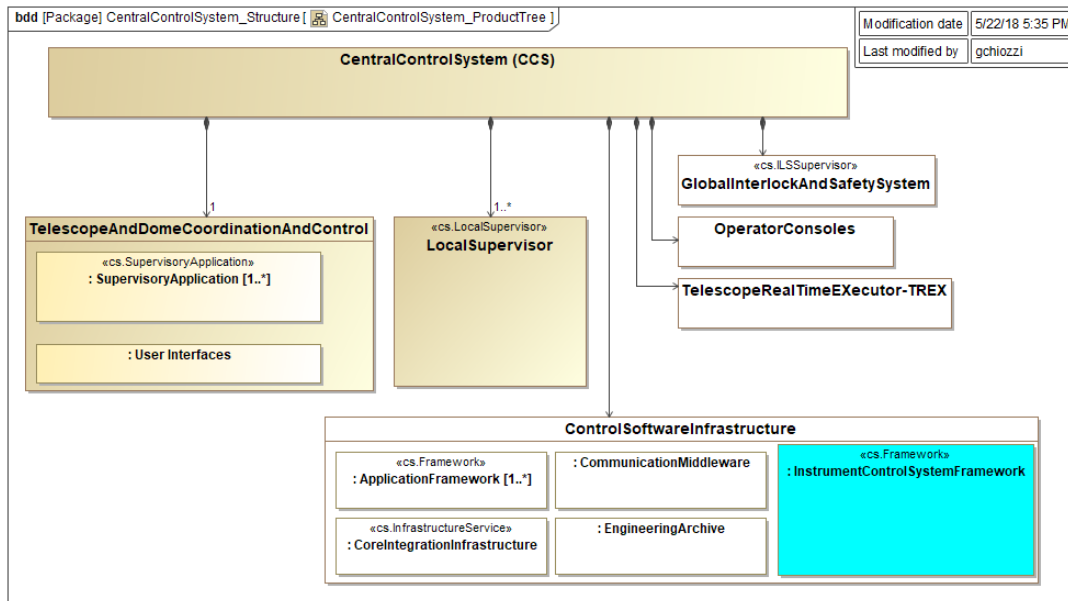 bdd [Package] CentralControlSystem_Structure [ CentralControlSystem_ProductTree ]
Modification date 5/22/18 5:35 PM
Last modified by gchiozzi
CentralControlSystem (CCS)
«cs.ILSSupervisor»
GlobalInterlockAndSafetySystem
1
1..*
TelescopeAndDomeCoordinationAndControl
«cs.SupervisoryApplication»
: SupervisoryApplication [1..*]
: User Interfaces
«cs.LocalSupervisor»
LocalSupervisor
OperatorConsoles
TelescopeRealTimeEXecutor-TREX
ControlSoftwareInfrastructure
«cs.Framework»
: ApplicationFramework [1..*]
: CommunicationMiddleware
«cs.Framework»
: InstrumentControlSystemFramework
«cs.InfrastructureService»
: CoreIntegrationInfrastructure
: EngineeringArchive